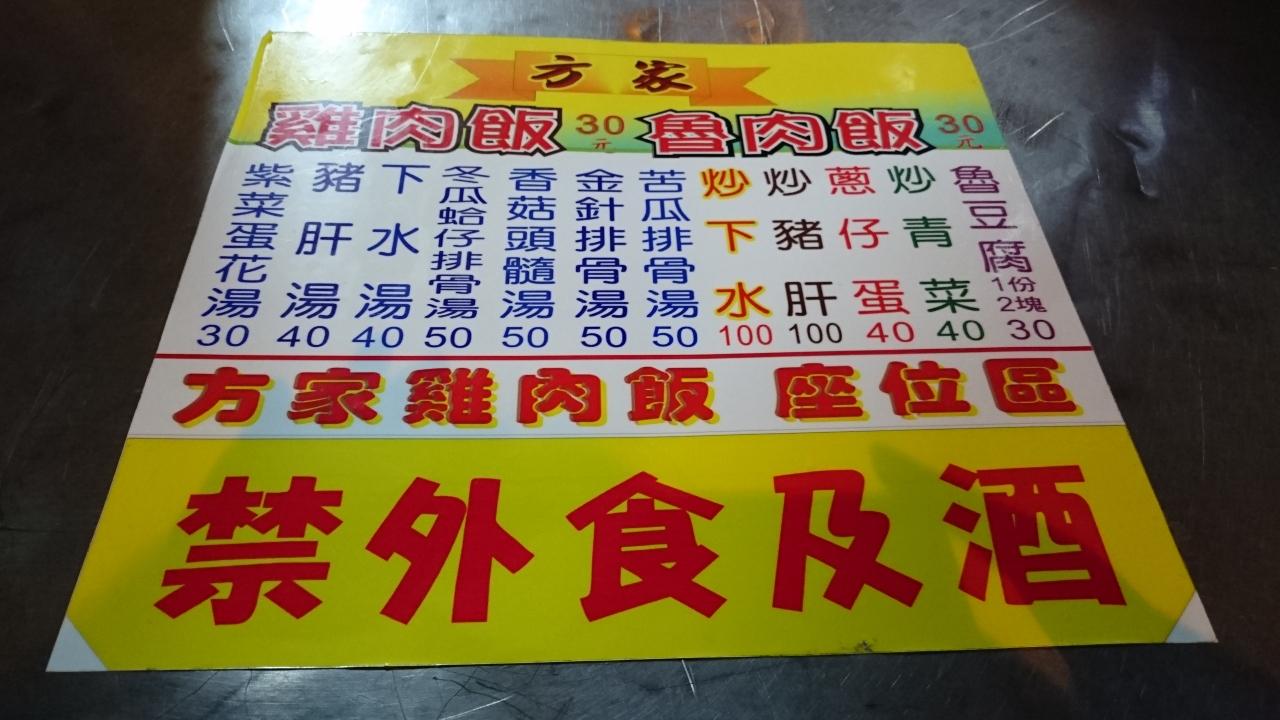 方家
雞肉飯 30元 魯肉飯 30元
紫菜蛋花湯 30
豬肝湯 40
下水湯 40
冬瓜蛤仔排骨湯 50
香菇頭髓湯 50
金針排骨湯 50
苦瓜排骨湯 50
炒下水 100
炒豬肝 100
蔥仔蛋 40
炒青菜 40
魯豆腐 1份2塊 30
方家雞肉飯 座位區
禁外食及酒